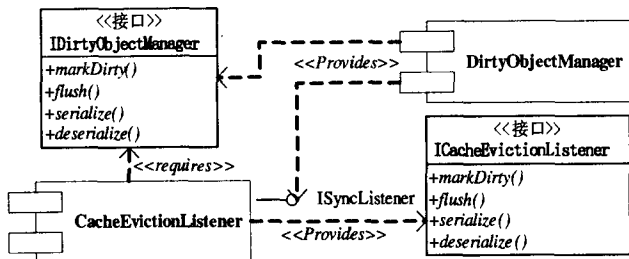 <<接口>>
IDirtyObjectManager
+markDirty()
+flush()
+serialize()
+deserialize()
<<Provides>>
DirtyObjectManager
<<requires>>
<<接口>>
ICacheEvictionListener
+markDirty()
+flush()
+serialize()
+deserialize()
CacheEvictionListener
ISyncListener
<<Provides>>